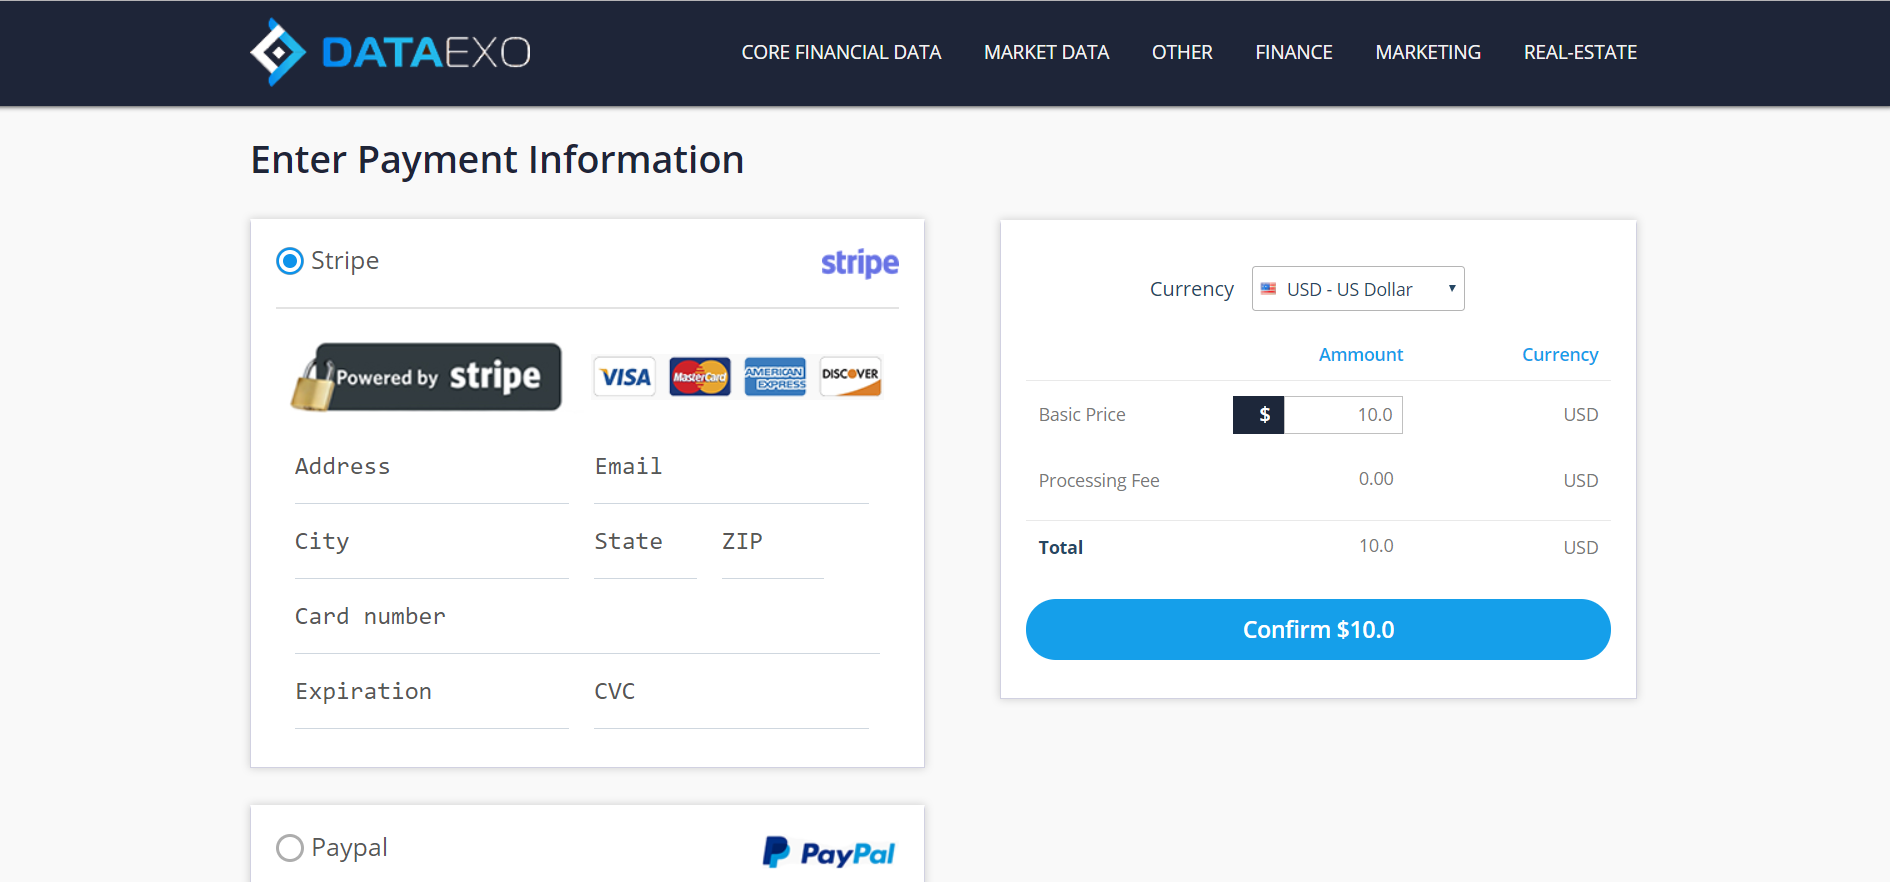 DATAEXO
CORE FINANCIAL DATA MARKET DATA OTHER FINANCE MARKETING REAL-ESTATE
Enter Payment Information
Stripe stripe
Powered by stripe VISA MasterCard AMERICAN EXPRESS DISCOVER
Address Email
City State ZIP
Card number
Expiration CVC
Paypal PayPal
Currency USD - US Dollar
Ammount Currency
Basic Price $ 10.0 USD
Processing Fee 0.00 USD
Total 10.0 USD
Confirm $10.0